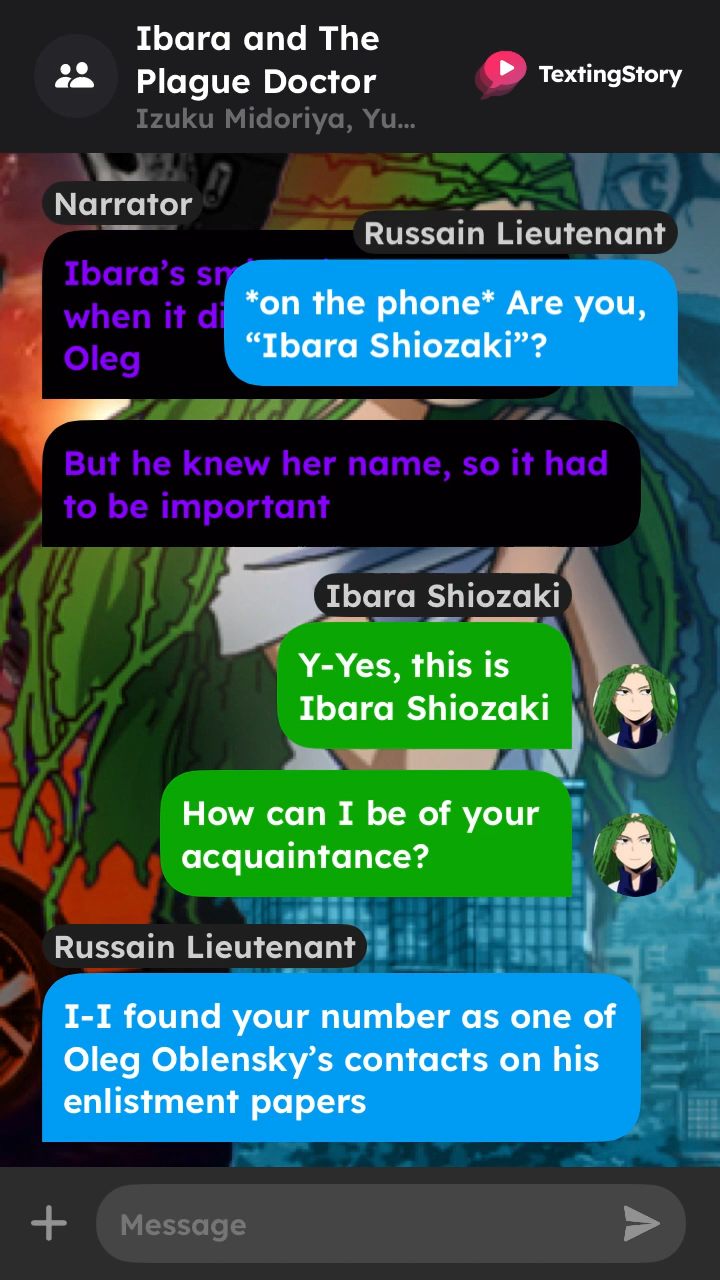 Ibara and The
Plague Doctor
Izuku Midoriya, Yu...
TextingStory
Narrator
Russain Lieutenant
Ibara's
when it
Oleg
*on the phone* Are you,
“Ibara Shiozaki”?
But he knew her name, so it had
to be important
Ibara Shiozaki
Y-Yes, this is
Ibara Shiozaki
How can I be of your
acquaintance?
Russain Lieutenant
I-I found your number as one of
Oleg Oblensky’s contacts on his
enlistment papers
Message